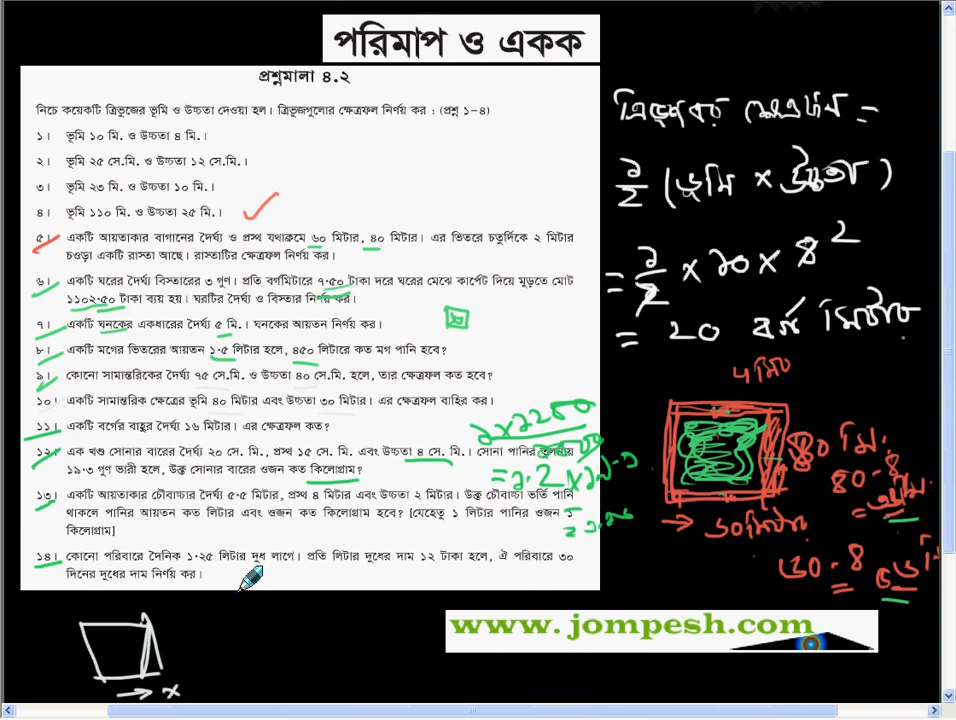 পরিমাপ ও একক
প্রশ্নমালা ৪.২
নিচে কয়েকটি ত্রিভুজের ভূমি ও উচ্চতা দেওয়া হল। ত্রিভুজগুলোর ক্ষেত্রফল নির্ণয় কর : (প্রশ্ন ১-৪)
১। ভূমি ১০ মি. ও উচ্চতা ৪ মি.।
২। ভূমি ২৫ সে.মি. ও উচ্চতা ১২ সে.মি.।
৩। ভূমি ২৩ মি. ও উচ্চতা ১০ মি.।
৪। ভূমি ১১০ মি. ও উচ্চতা ২৫ মি.।
৫। একটি আয়তাকার বাগানের দৈর্ঘ্য ও প্রস্থ যথাক্রমে ৬০ মিটার, ৪০ মিটার। এর ভিতরে চতুর্দিকে ২ মিটার
চওড়া একটি রাস্তা আছে। রাস্তাটির ক্ষেত্রফল নির্ণয় কর।
৬। একটি ঘরের দৈর্ঘ্য বিস্তারের ৩ গুণ। প্রতি বর্গমিটারে ৭·৫০ টাকা দরে ঘরের মেঝে কার্পেট দিয়ে মুড়তে মোট
১১০২·৫০ টাকা ব্যয় হয়। ঘরটির দৈর্ঘ্য ও বিস্তার নির্ণয় কর।
৭। একটি ঘনকের একধারের দৈর্ঘ্য ৫ মি.। ঘনকের আয়তন নির্ণয় কর।
৮। একটি মগের ভিতরের আয়তন ১·৫ লিটার হলে, ৪৫০ লিটারে কত মগ পানি হবে?
৯। কোনো সামান্তরিকের দৈর্ঘ্য ৭৫ সে.মি. ও উচ্চতা ৪০ সে.মি. হলে, তার ক্ষেত্রফল কত হবে?
১০। একটি সামান্তরিক ক্ষেত্রের ভূমি ৪০ মিটার এবং উচ্চতা ৩০ মিটার। এর ক্ষেত্রফল বাহির কর।
১১। একটি বর্গের বাহুর দৈর্ঘ্য ১৬ মিটার। এর ক্ষেত্রফল কত?
১২। এক খণ্ড সোনার বারের দৈর্ঘ্য ২০ সে. মি., প্রস্থ ১৫ সে. মি. এবং উচ্চতা ৪ সে. মি.। সোনা পানির তুলনায়
১৯·৩ গুণ ভারী হলে, উক্ত সোনার বারের ওজন কত কিলোগ্রাম?
১৩। একটি আয়তাকার চৌবাচ্চার দৈর্ঘ্য ৫·৫ মিটার, প্রস্থ ৪ মিটার এবং উচ্চতা ২ মিটার। উক্ত চৌবাচ্চা ভর্তি পানি
থাকলে পানির আয়তন কত লিটার এবং ওজন কত কিলোগ্রাম হবে? [যেহেতু ১ লিটার পানির ওজন ১
কিলোগ্রাম]
১৪। কোনো পরিবারে দৈনিক ১·২৫ লিটার দুধ লাগে। প্রতি লিটার দুধের দাম ১২ টাকা হলে, ঐ পরিবারে ৩০
দিনের দুধের দাম নির্ণয় কর।
ত্রিভুজের ক্ষেত্রফল =
১/২ (ভূমি × উচ্চতা)
= ১/২ × ১০ × ৪ ২
= ২০ বর্গ মিটার
৪০ মি:
৪০-৪
৬০ মিটার
৬০-৪
x
www.jompesh.com